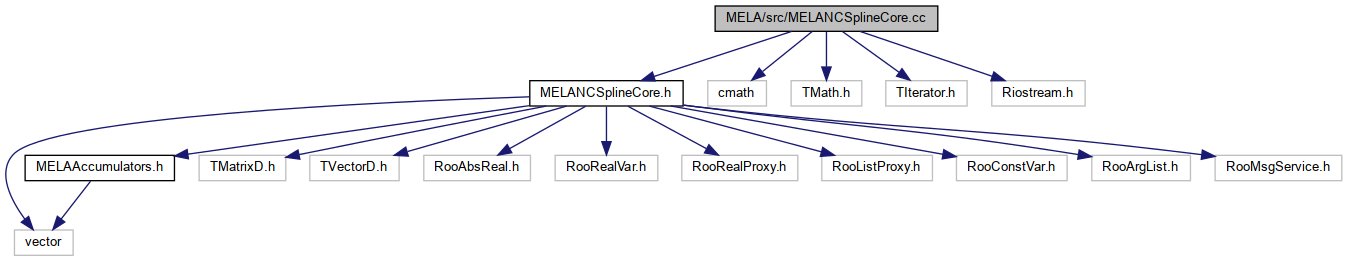 MELA/src/MELANCSplineCore.cc
MELANCSplineCore.h
cmath
TMath.h
TIterator.h
Riostream.h
MELAAccumulators.h
TMatrixD.h
TVectorD.h
RooAbsReal.h
RooRealVar.h
RooRealProxy.h
RooListProxy.h
RooConstVar.h
RooArgList.h
RooMsgService.h
vector